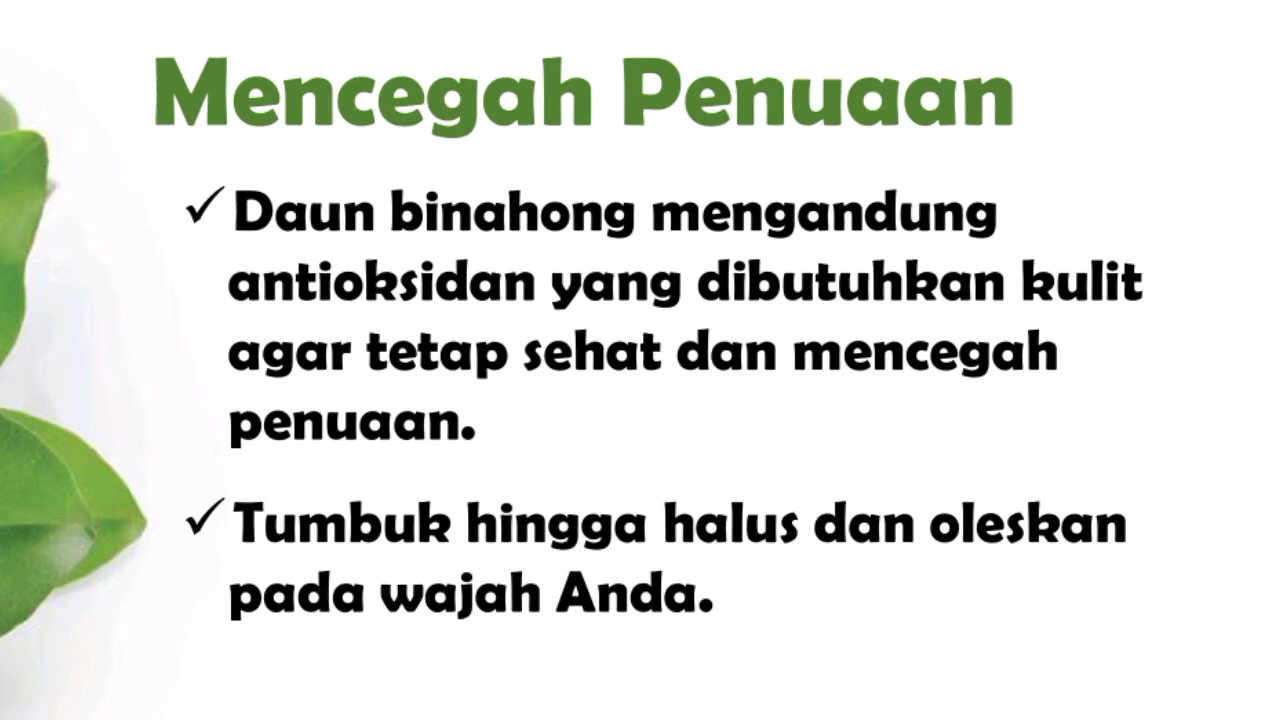 Mencegah Penuaan
✓ Daun binahong mengandung
antioksidan yang dibutuhkan kulit
agar tetap sehat dan mencegah
penuaan.
✓ Tumbuk hingga halus dan oleskan
pada wajah Anda.